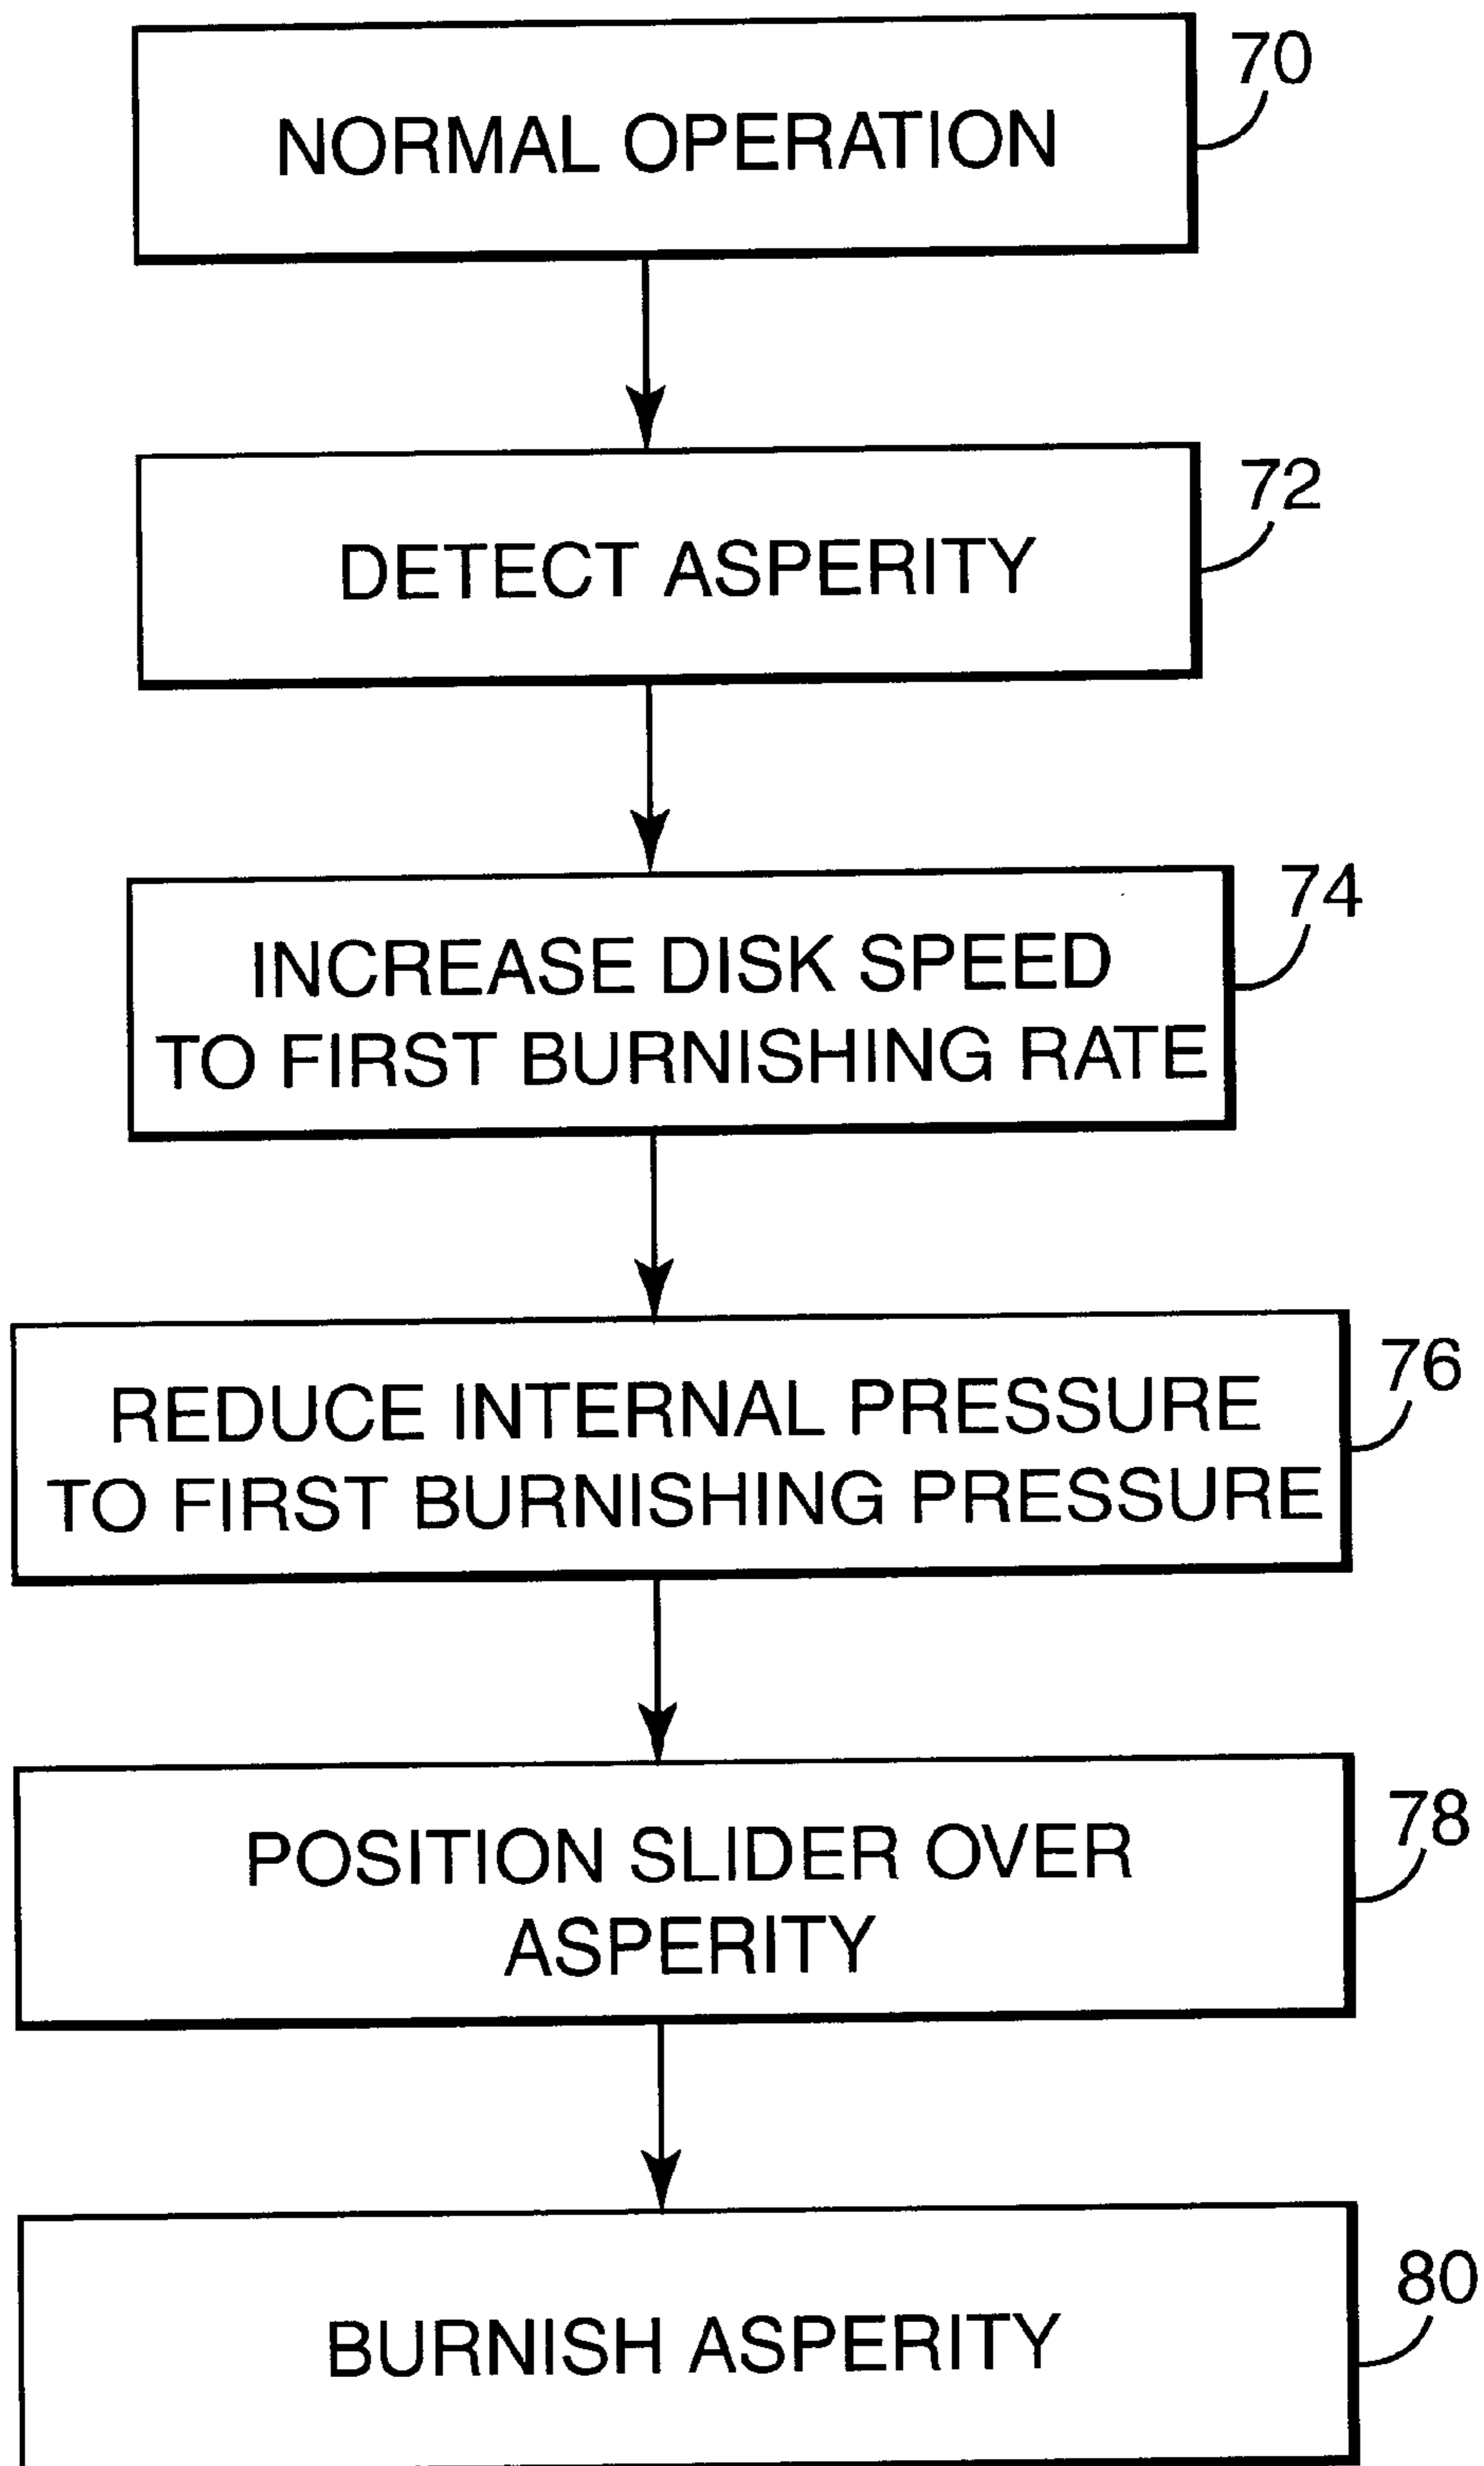 70
NORMAL OPERATION
72
DETECT ASPERITY
74
INCREASE DISK SPEED
TO FIRST BURNISHING RATE
76
REDUCE INTERNAL PRESSURE
TO FIRST BURNISHING PRESSURE
78
POSITION SLIDER OVER
ASPERITY
80
BURNISH ASPERITY